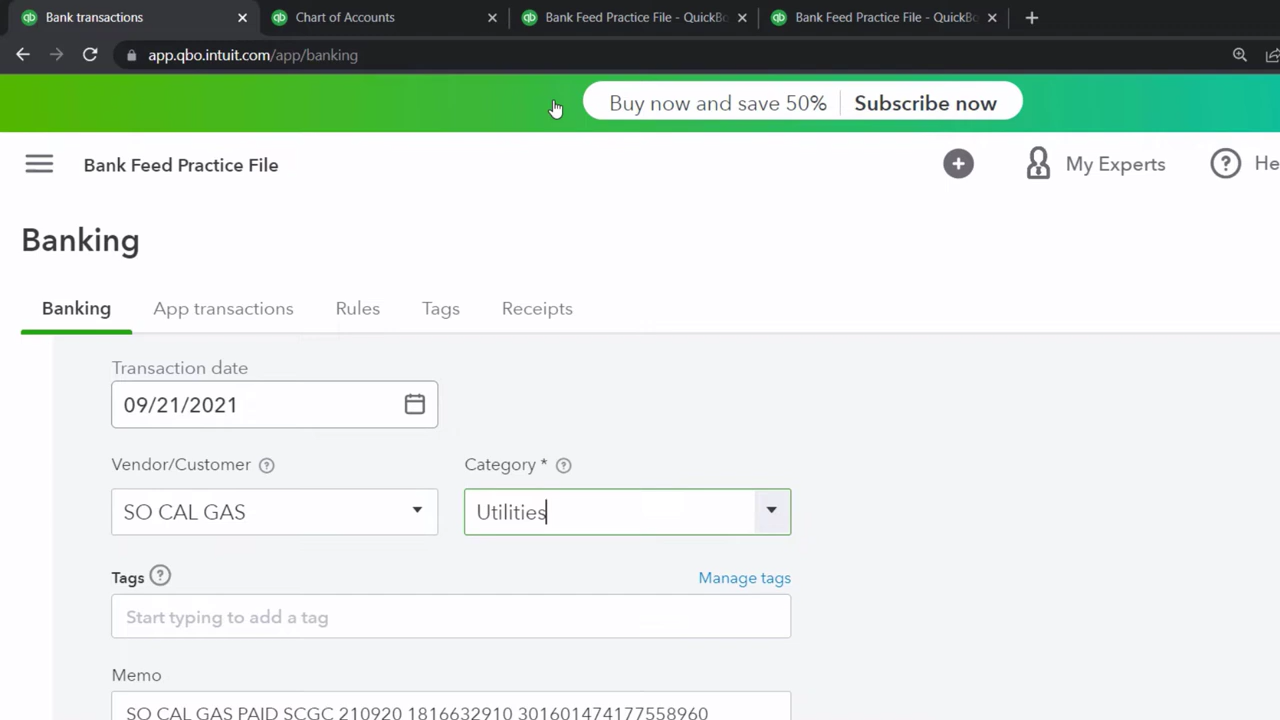 Bank transactions
Chart of Accounts
Bank Feed Practice File - QuickBo
Bank Feed Practice File - QuickBo
app.qbo.intuit.com/app/banking
Buy now and save 50% Subscribe now
Bank Feed Practice File
My Experts
He
Banking
Banking App transactions Rules Tags Receipts
Transaction date
09/21/2021
Vendor/Customer Category *
SO CAL GAS Utilities
Tags Manage tags
Start typing to add a tag
Memo
SO CAL GAS PAID SCGC 210920 1816632910 301601474177558960